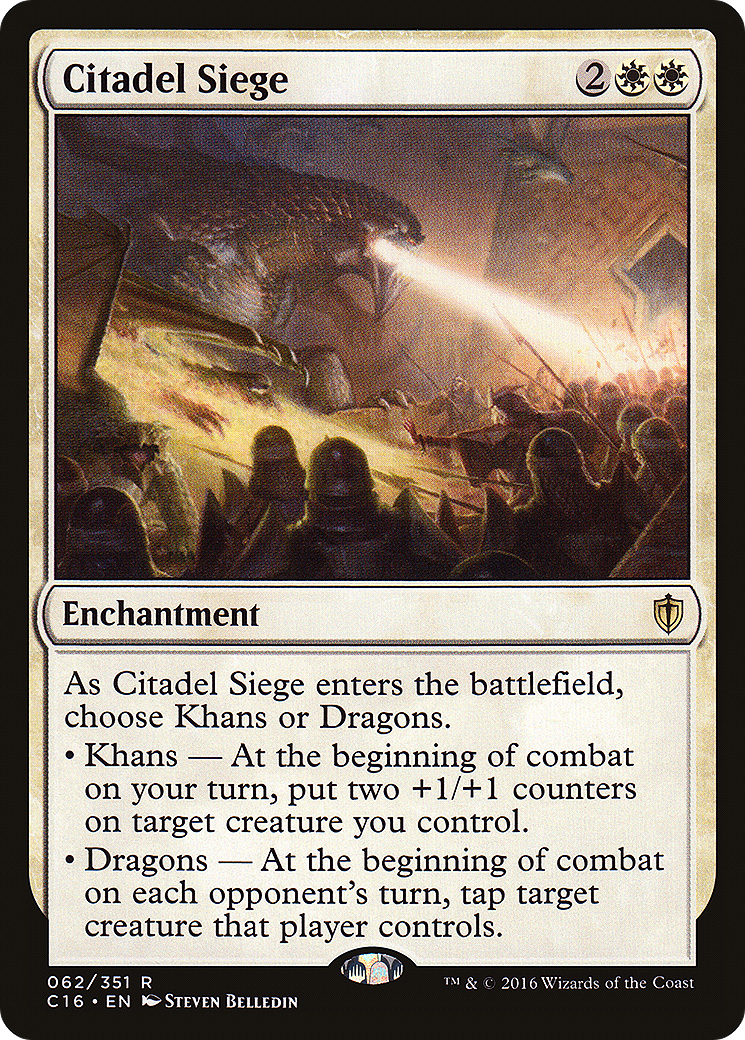 Citadel Siege 2
Enchantment
As Citadel Siege enters the battlefield,
choose Khans or Dragons.
• Khans — At the beginning of combat
on your turn, put two +1/+1 counters
on target creature you control.
• Dragons — At the beginning of combat
on each opponent's turn, tap target
creature that player controls.
062/351 R
C16 • EN Steven Belledin
™ & © 2016 Wizards of the Coast